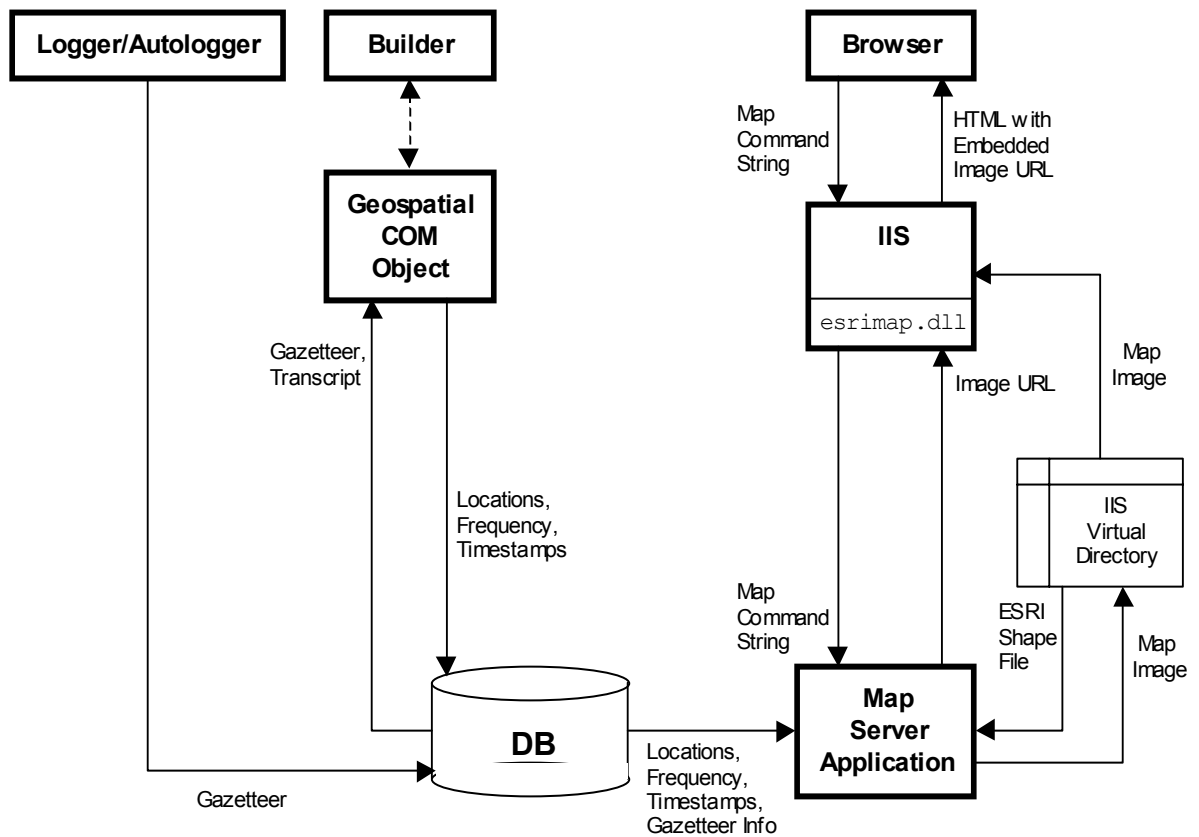 Logger/Autologger
Builder
Browser
Map
Command
String
HTML with
Embedded
Image URL
Geospatial
COM
Object
IIS
esrimap.dll
Gazetteer,
Transcript
Map
Image
Image URL
Locations,
Frequency,
Timestamps
IIS
Virtual
Directory
Map
Command
String
ESRI
Shape
File
Map
Image
DB
Map
Server
Application
Locations,
Frequency,
Timestamps,
Gazetteer Info
Gazetteer